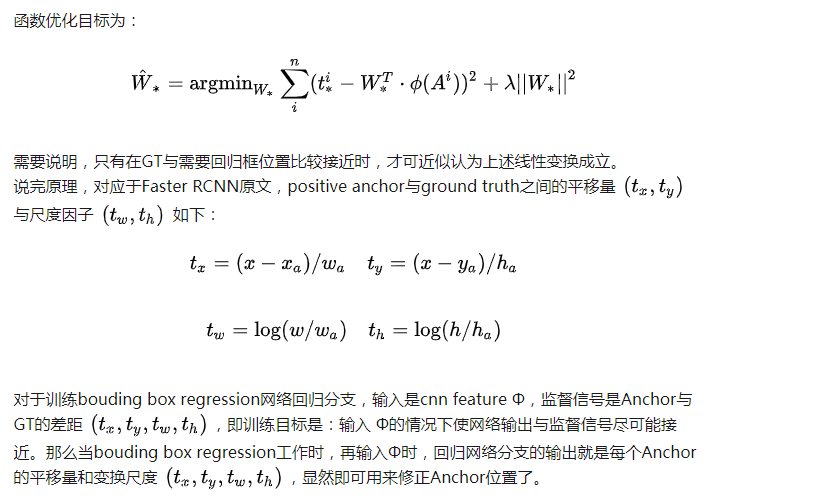 函数优化目标为：
$\hat{W}_* = \text{argmin}_{W_*} \sum_{i}^{n} (t_*^i - W_*^T \cdot \phi(A^i))^2 + \lambda ||W_*||^2$
需要说明，只有在GT与需要回归框位置比较接近时，才可近似认为上述线性变换成立。
说完原理，对应于Faster RCNN原文，positive anchor与ground truth之间的平移量 $(t_x, t_y)$
与尺度因子 $(t_w, t_h)$ 如下：
$t_x = (x - x_a)/w_a \quad t_y = (x - y_a)/h_a$
$t_w = \log(w/w_a) \quad t_h = \log(h/h_a)$
对于训练bouding box regression网络回归分支，输入是cnn feature Φ，监督信号是Anchor与
GT的差距 $(t_x, t_y, t_w, t_h)$，即训练目标是：输入 Φ的情况下使网络输出与监督信号尽可能接
近。那么当bouding box regression工作时，再输入Φ时，回归网络分支的输出就是每个Anchor
的平移量和变换尺度 $(t_x, t_y, t_w, t_h)$，显然即可用来修正Anchor位置了。